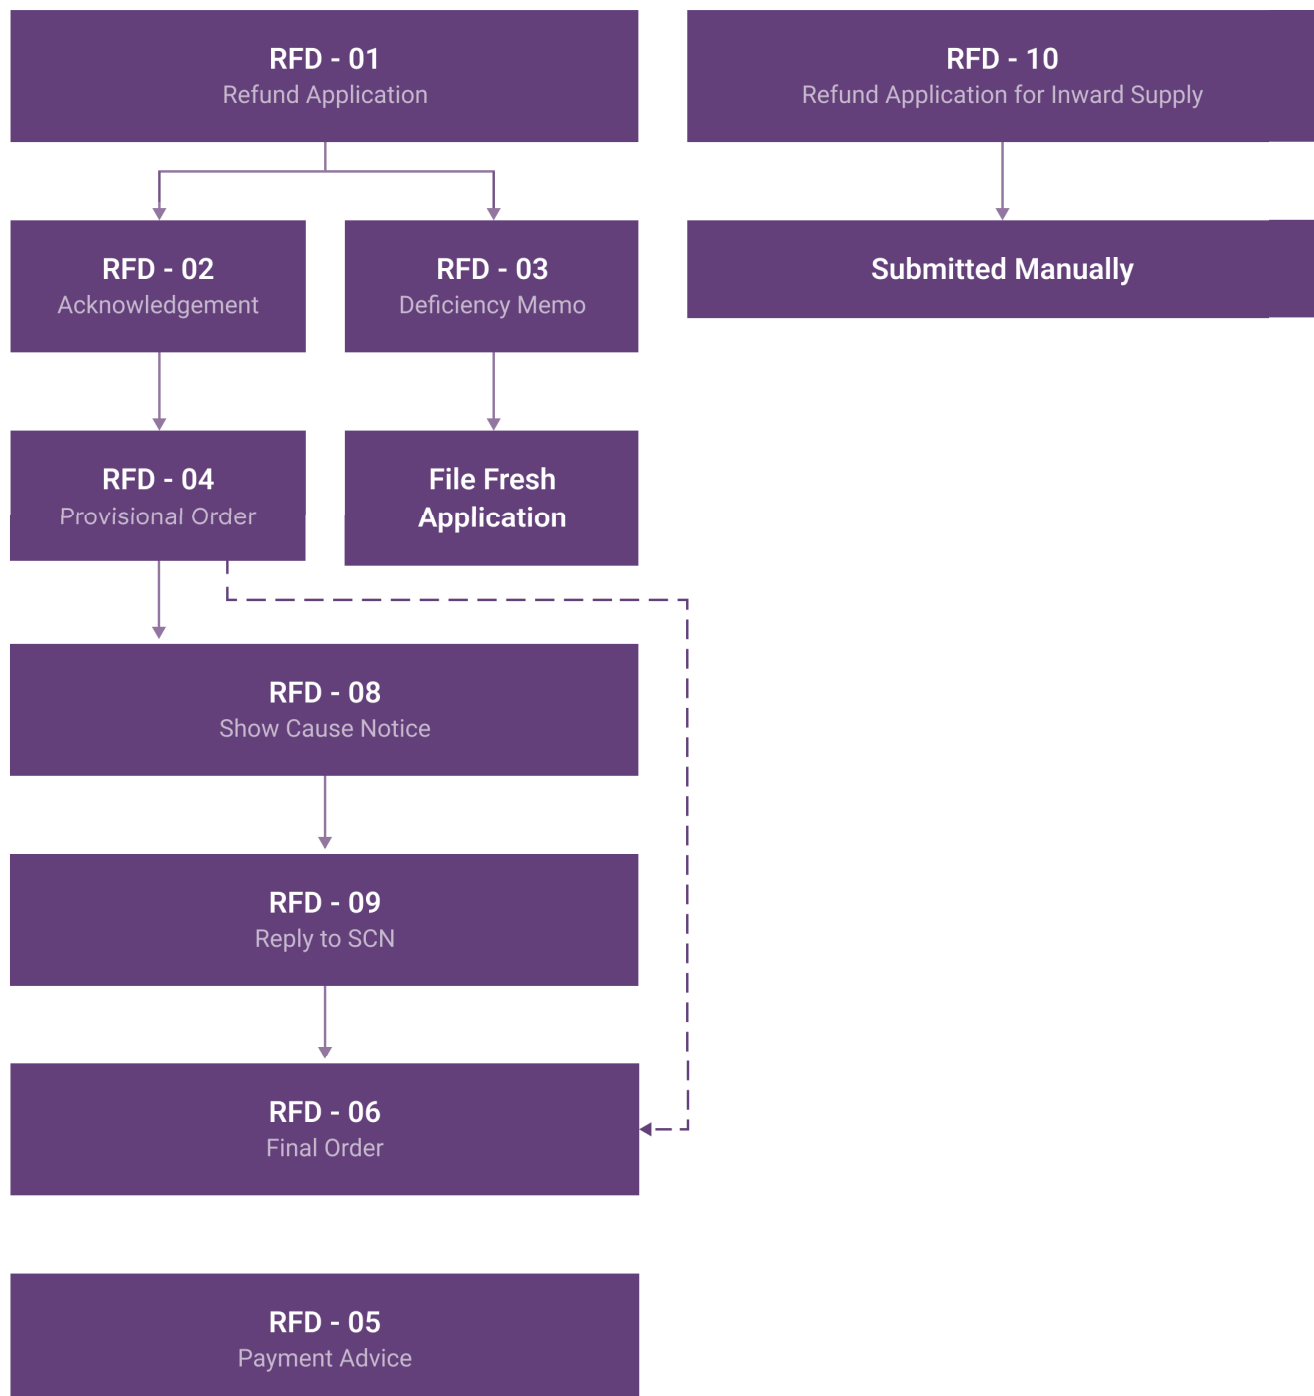 RFD - 01
Refund Application
RFD - 10
Refund Application for Inward Supply
RFD - 02
Acknowledgement
RFD - 03
Deficiency Memo
Submitted Manually
RFD - 04
Provisional Order
File Fresh
Application
RFD - 08
Show Cause Notice
RFD - 09
Reply to SCN
RFD - 06
Final Order
RFD - 05
Payment Advice